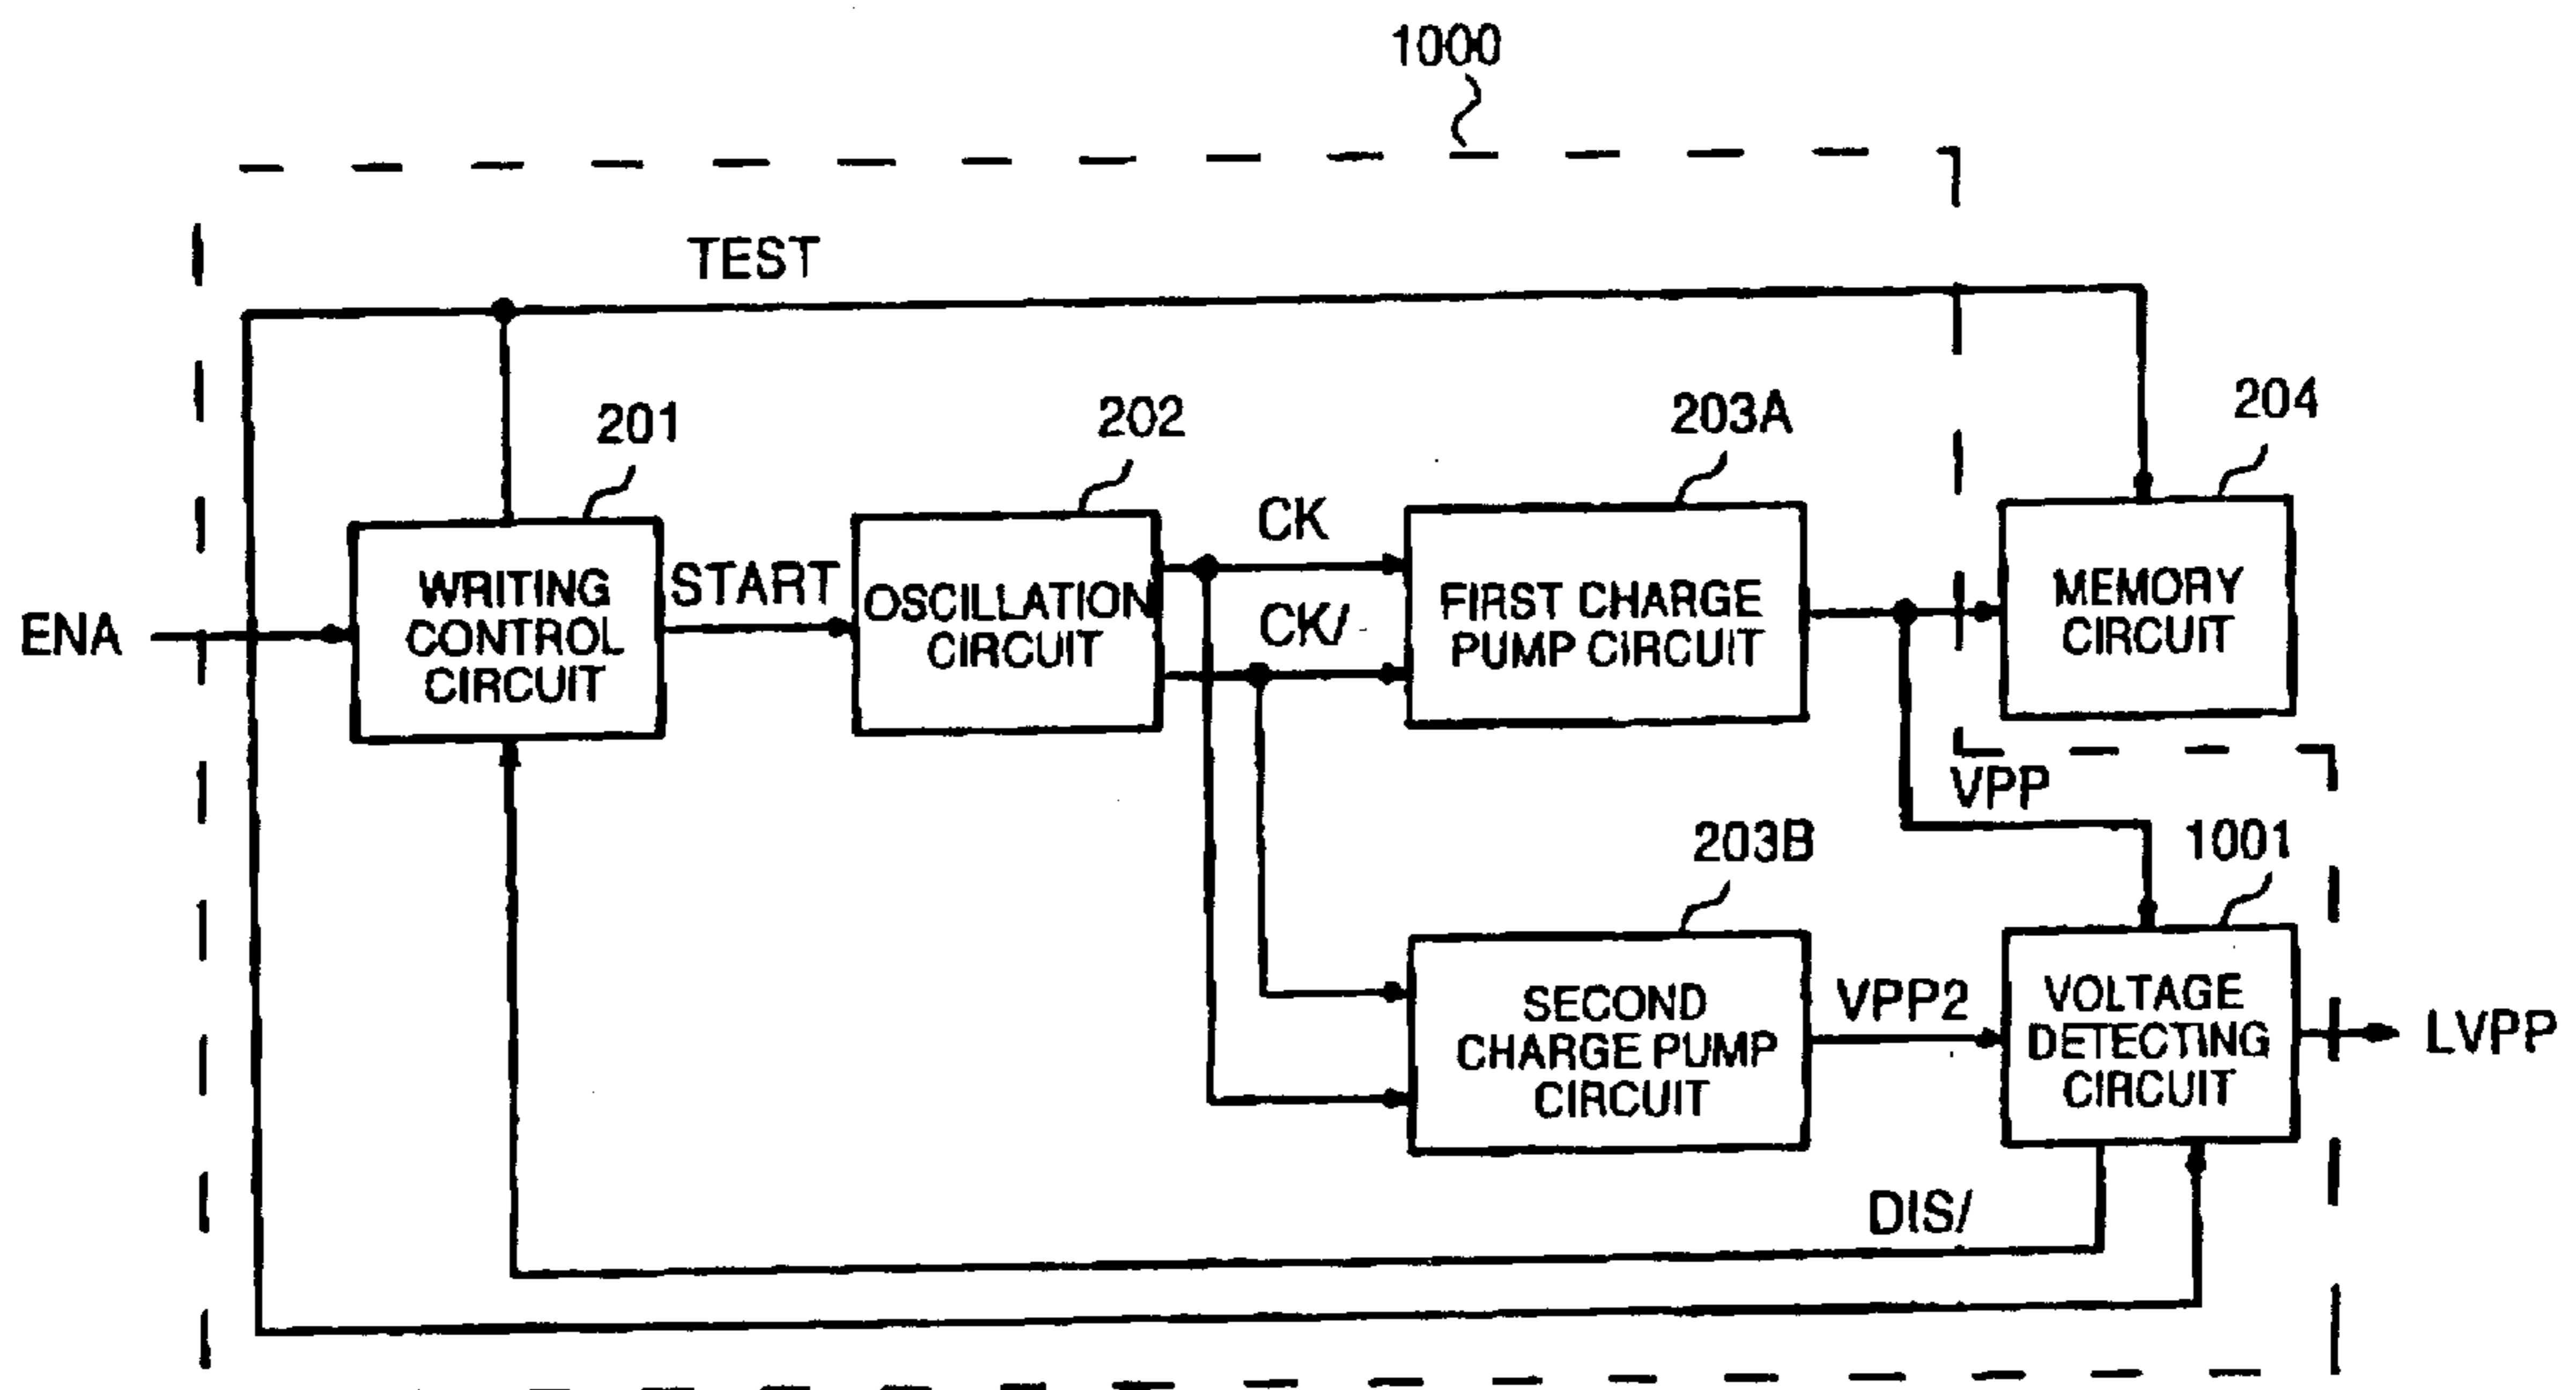 1000
TEST
201
202
203A
204
ENA
WRITING
CONTROL
CIRCUIT
START
OSCILLATION
CIRCUIT
CK
CK/
FIRST CHARGE
PUMP CIRCUIT
MEMORY
CIRCUIT
VPP
203B
1001
SECOND
CHARGE PUMP
CIRCUIT
VPP2
VOLTAGE
DETECTING
CIRCUIT
LVPP
DIS/